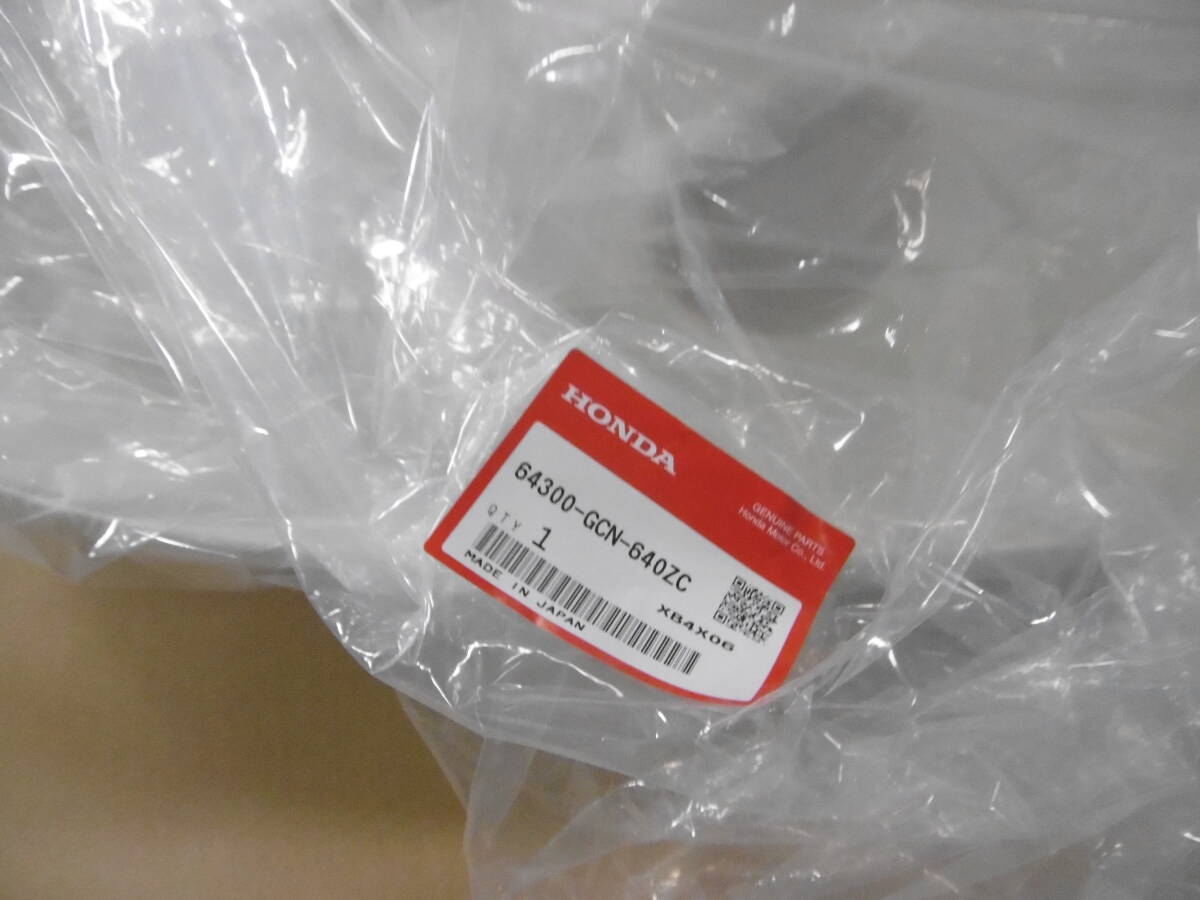 HONDA
GENUINE PARTS
Honda Motor Co., Ltd.
64300-GCN-640ZC
QTY 1
XB4X06
MADE IN JAPAN